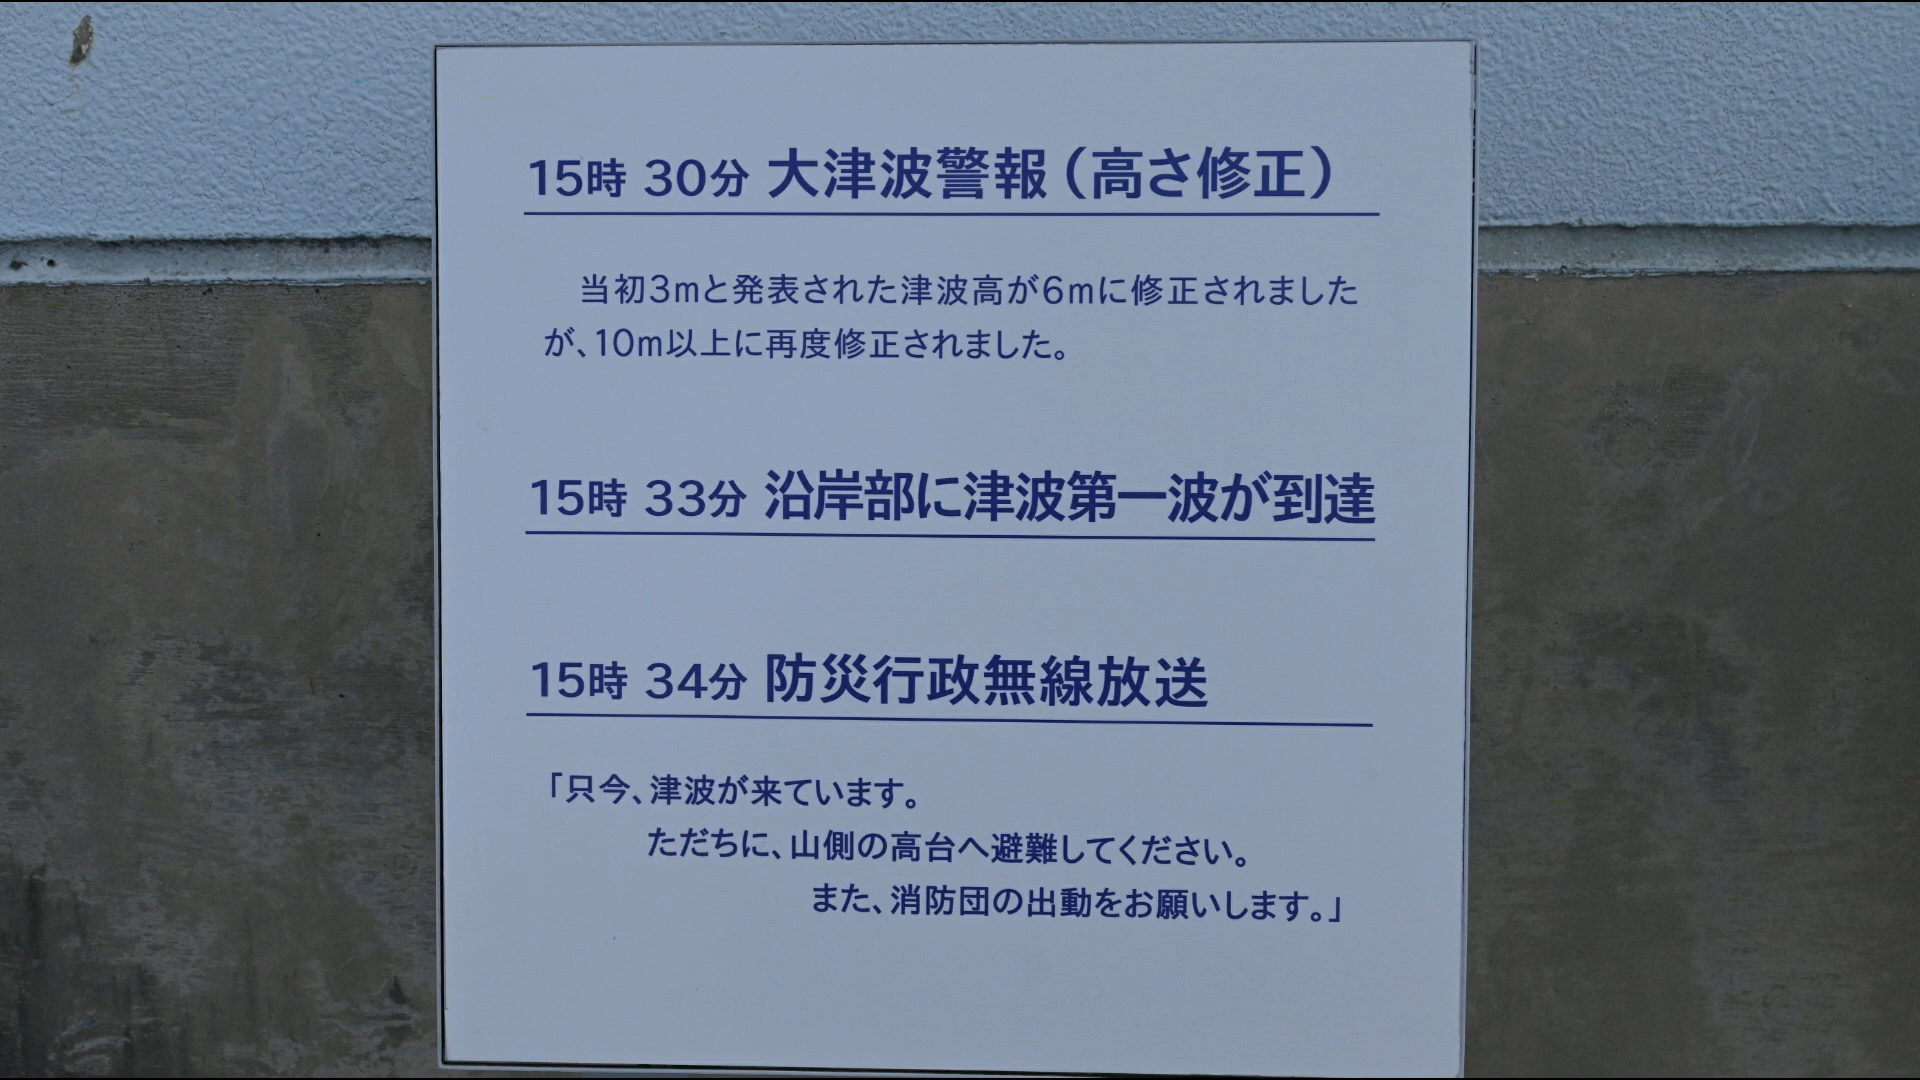 15時 30分 大津波警報（高さ修正）
当初3mと発表された津波高が6mに修正されました
が、10m以上に再度修正されました。
15時 33分 沿岸部に津波第一波が到達
15時 34分 防災行政無線放送
「只今、津波が来ています。
ただちに、山側の高台へ避難してください。
また、消防団の出動をお願いします。」